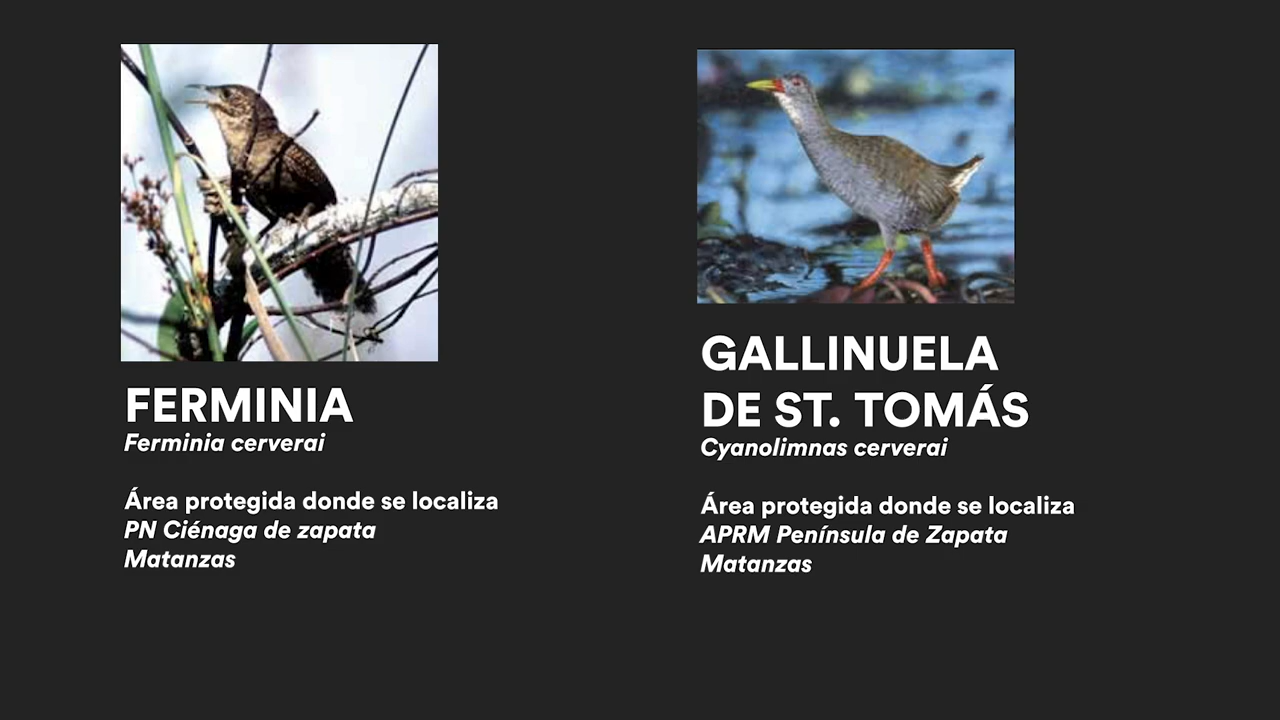 FERMINIA
Ferminia cerverai
Área protegida donde se localiza
PN Ciénaga de zapata
Matanzas
GALLINUELA
DE ST. TOMÁS
Cyanolimnas cerverai
Área protegida donde se localiza
APRM Península de Zapata
Matanzas